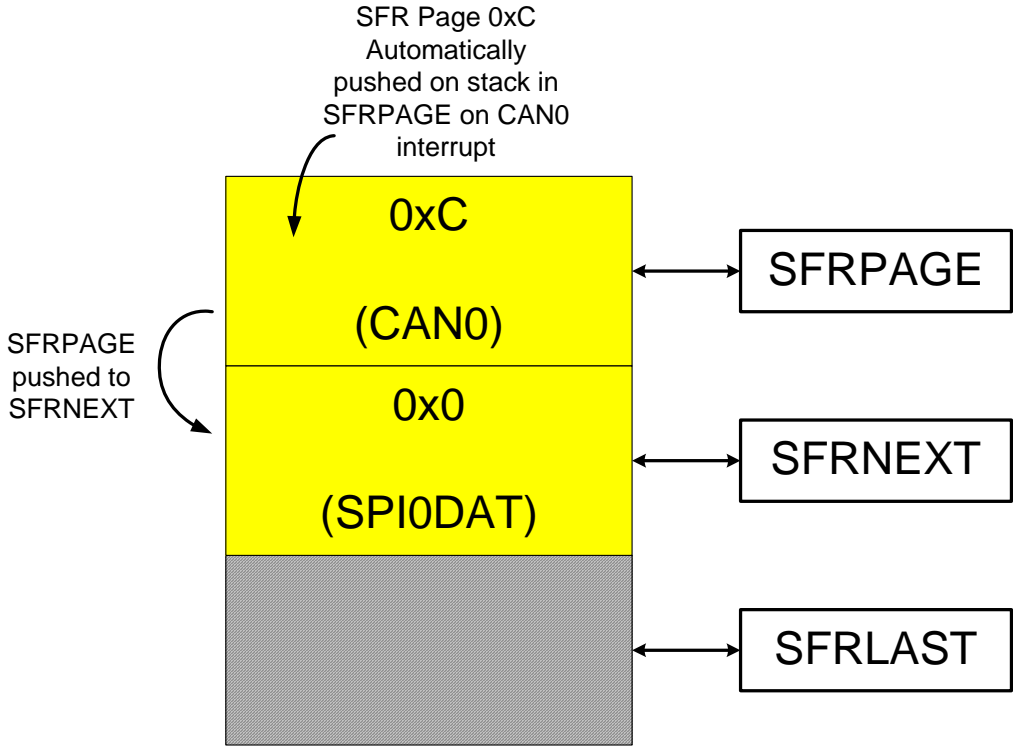 SFR Page 0xC
Automatically
pushed on stack in
SFRPAGE on CAN0
interrupt
0xC
(CAN0)
SFRPAGE
SFRPAGE
pushed to
SFRNEXT
0x0
(SPI0DAT)
SFRNEXT
SFRLAST